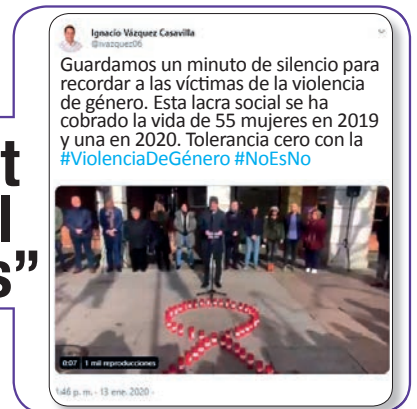 Ignacio Vázquez Casavilla
@ivazquez06
Guardamos un minuto de silencio para
recordar a las víctimas de la violencia
de género. Esta lacra social se ha
cobrado la vida de 55 mujeres en 2019
y una en 2020. Tolerancia cero con la
#ViolenciaDeGénero #NoEsNo
t
l
s”
0:07 1 mil reproducciones
1:46 p. m. - 13 ene. 2020